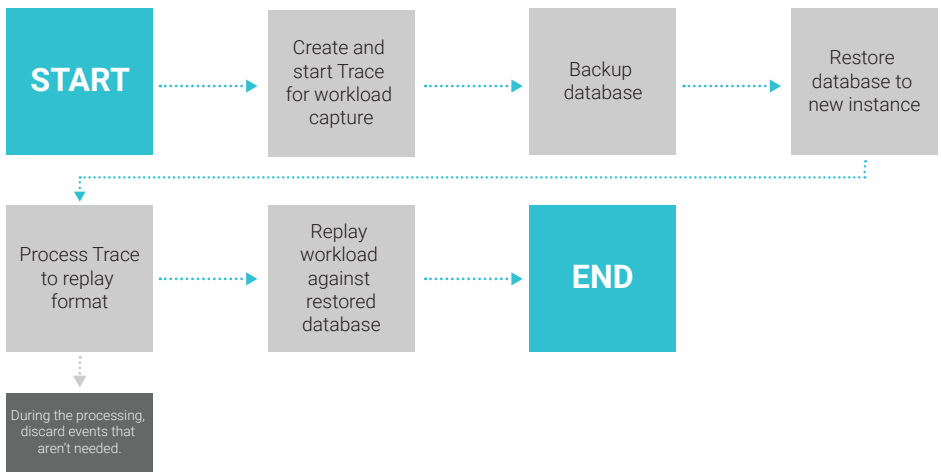 START
Create and
start Trace
for workload
capture
Backup
database
Restore
database to
new instance
Process Trace
to replay
format
Replay
workload
against
restored
database
END
During the processing,
discard events that
aren't needed.